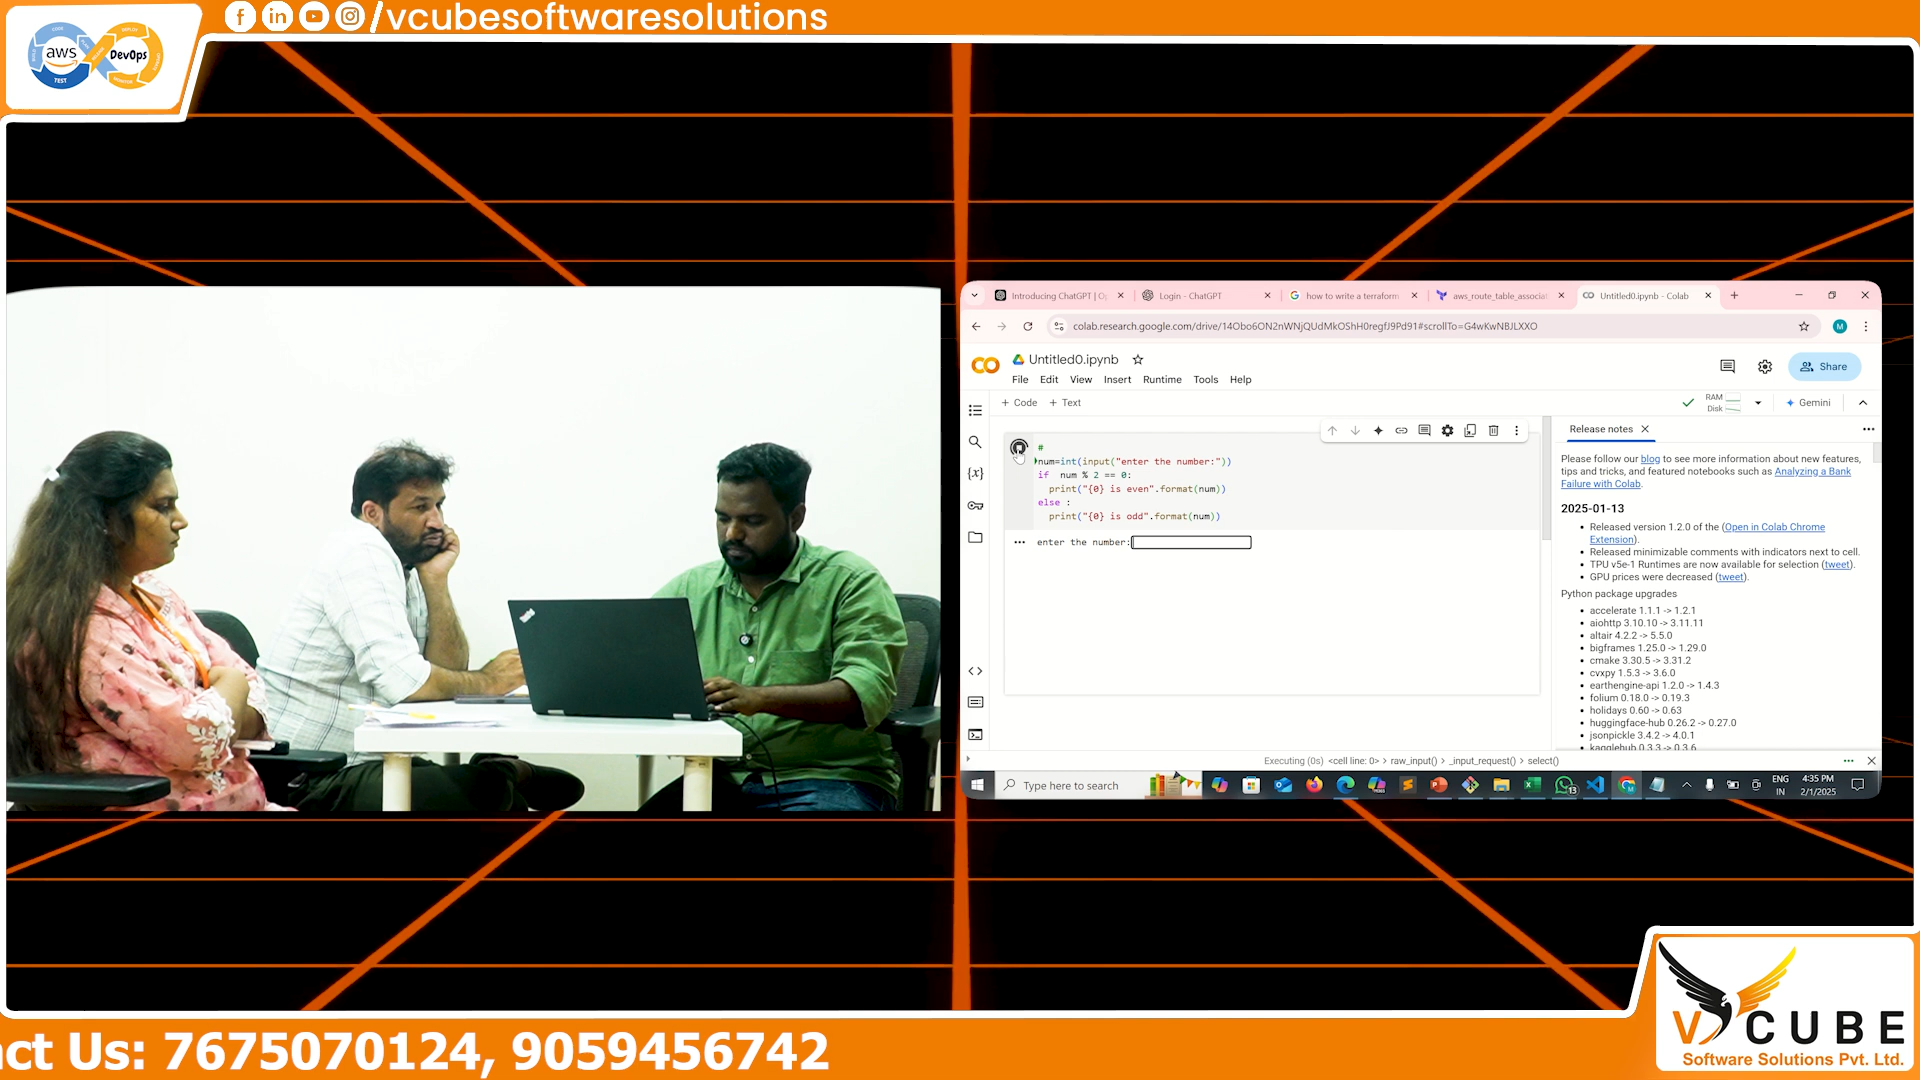 /vcubesoftwaresolutions
aws
DevOps
TEST
Introducing ChatGPT | O
Login - ChatGPT
how to write a terraform
aws_route_table_associat
Untitled0.ipynb - Colab
colab.research.google.com/drive/14Obo6ON2nWNjQUdMkOShH0regfJ9Pd91#scrollTo=G4wKwNBJLXXO
M
CO
Untitled0.ipynb
File Edit View Insert Runtime Tools Help
Share
+ Code + Text
RAM
Disk
Gemini
#
num=int(input("enter the number:"))
if  num % 2 == 0:
print("{0} is even".format(num))
else :
print("{0} is odd".format(num))
enter the number:
Release notes
Please follow our blog to see more information about new features,
tips and tricks, and featured notebooks such as Analyzing a Bank
Failure with Colab.
2025-01-13
Released version 1.2.0 of the (Open in Colab Chrome
Extension).
Released minimizable comments with indicators next to cell.
TPU v5e-1 Runtimes are now available for selection (tweet).
GPU prices were decreased (tweet).
Python package upgrades
accelerate 1.1.1 -> 1.2.1
aiohttp 3.10.10 -> 3.11.11
altair 4.2.2 -> 5.5.0
bigframes 1.25.0 -> 1.29.0
cmake 3.30.5 -> 3.31.2
cvxpy 1.5.3 -> 3.6.0
earthengine-api 1.2.0 -> 1.4.3
folium 0.18.0 -> 0.19.3
holidays 0.60 -> 0.63
huggingface-hub 0.26.2 -> 0.27.0
jsonpickle 3.4.2 -> 4.0.1
kagglehub 0.3.3 -> 0.3.6
Executing (0s) <cell line: 0> > raw_input() > _input_request() > select()
Type here to search
13
ENG
IN
4:35 PM
2/1/2025
VCUBE
Software Solutions Pvt. Ltd.
act Us: 7675070124, 9059456742